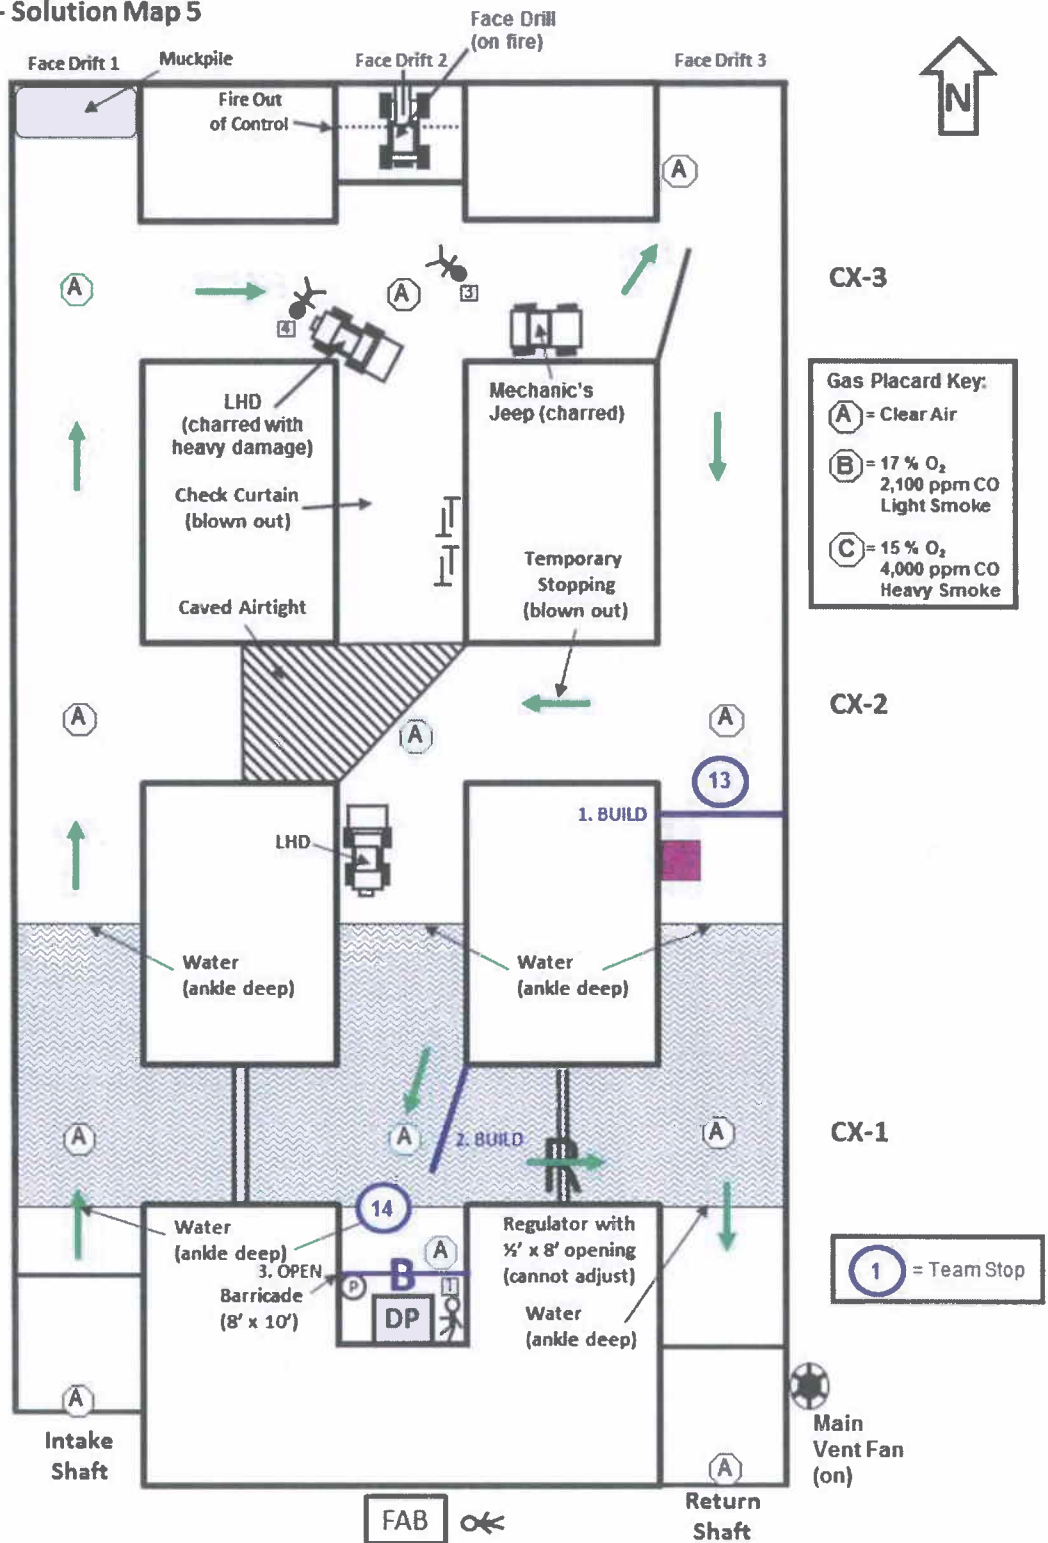 - Solution Map 5
Face Drill
(on fire)
Face Drift 1
Muckpile
Face Drift 2
Face Drift 3
N
Fire Out
of Control
A
A
A
3
4
CX-3
LHD
(charred with
heavy damage)
Mechanic's
Jeep (charred)
Gas Placard Key:
A = Clear Air
B = 17 % O₂
2,100 ppm CO
Light Smoke
C = 15 % O₂
4,000 ppm CO
Heavy Smoke
Check Curtain
(blown out)
Temporary
Stopping
(blown out)
Caved Airtight
CX-2
A
A
A
13
1. BUILD
LHD
Water
(ankle deep)
Water
(ankle deep)
A
A
2. BUILD
R
A
CX-1
14
Water
(ankle deep)
A
3. OPEN
Barricade
(8' x 10')
B
P
1
DP
Regulator with
½' x 8' opening
(cannot adjust)
Water
(ankle deep)
1 = Team Stop
A
Intake
Shaft
Main
Vent Fan
(on)
A
Return
Shaft
FAB